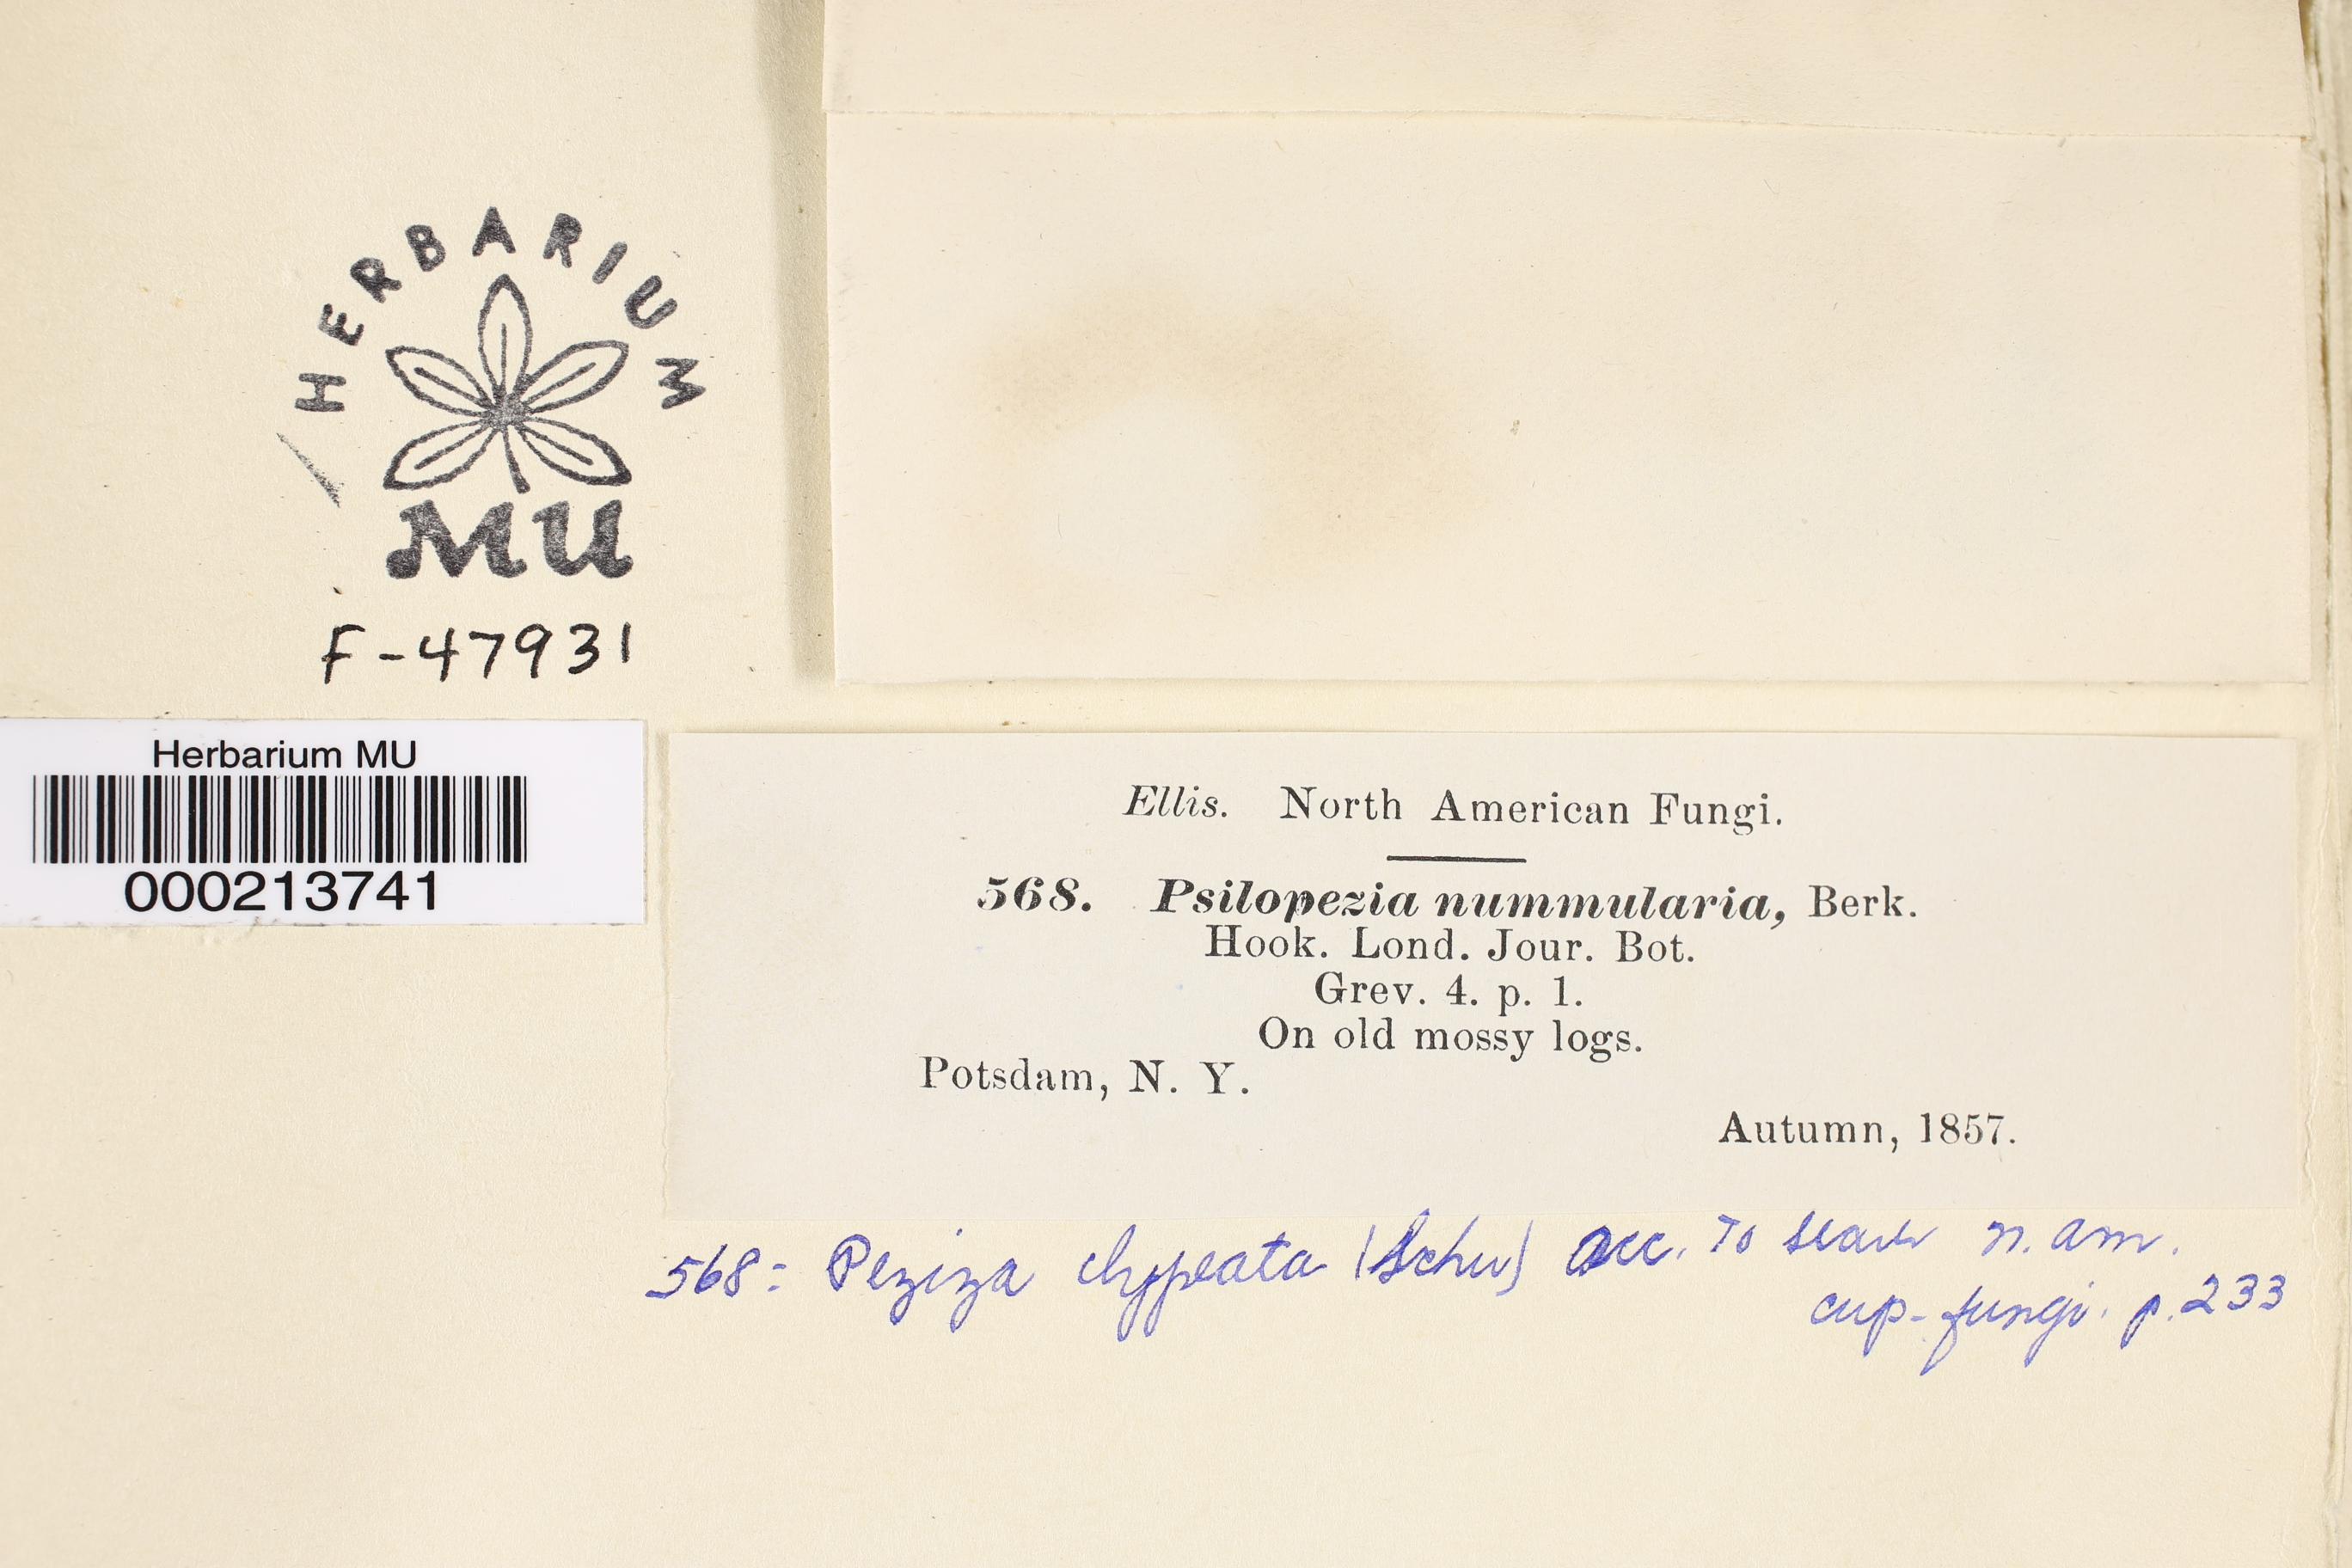 HERBARIUM
MU
F-47931
Herbarium MU
000213741
Ellis. North American Fungi.
568. Psilopezia nummularia, Berk.
Hook. Lond. Jour. Bot.
Grev. 4. p. 1.
On old mossy logs.
Potsdam, N. Y.
Autumn, 1857.
568 = Peziza clypeata (Schw) acc. To Seaver n. am.
cup-fungi. p. 233